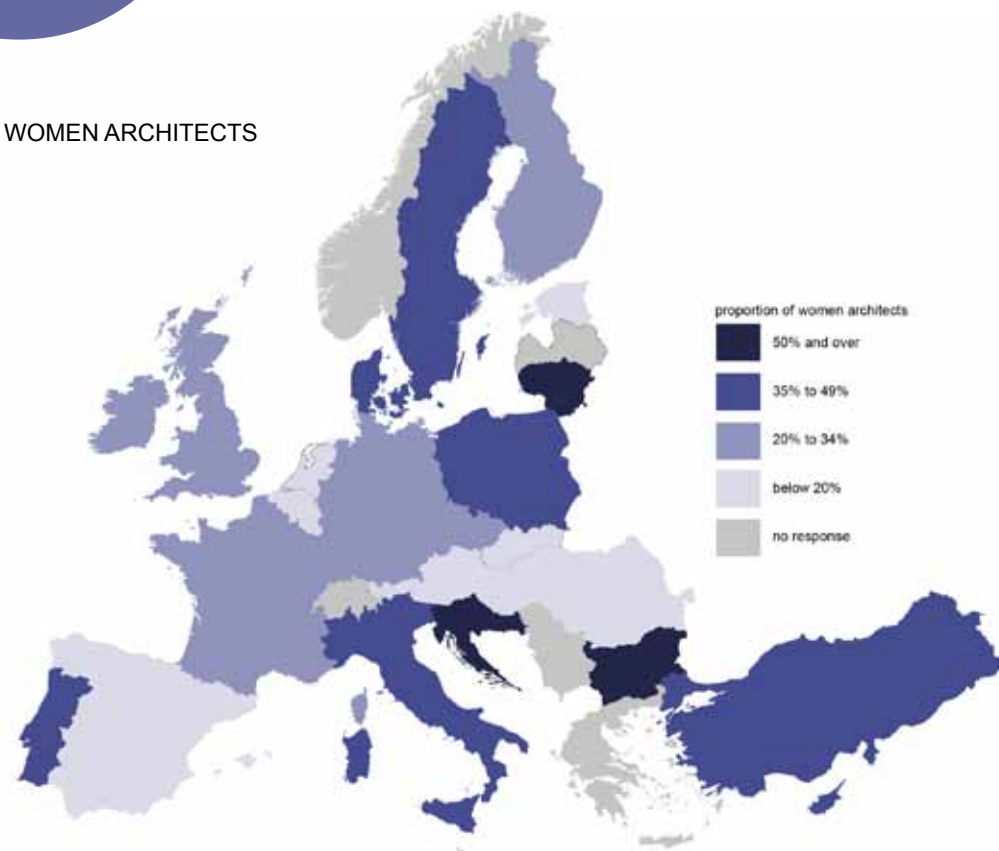 WOMEN ARCHITECTS
proportion of women architects
50% and over
35% to 49%
20% to 34%
below 20%
no response